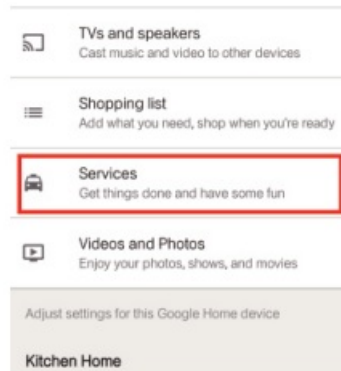 TVs and speakers
Cast music and video to other devices
Shopping list
Add what you need, shop when you're ready
Services
Get things done and have some fun
Videos and Photos
Enjoy your photos, shows, and movies
Adjust settings for this Google Home device
Kitchen Home